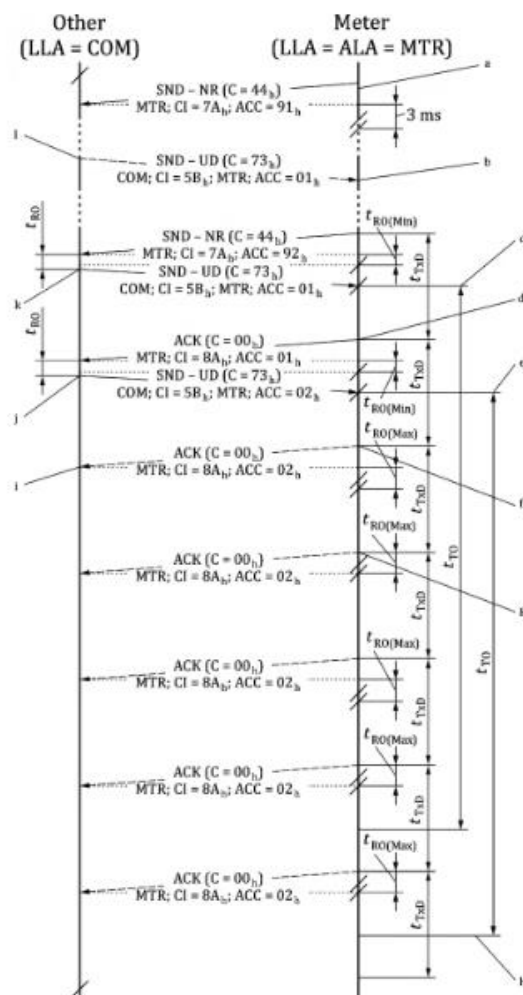 Other
(LLA = COM)
Meter
(LLA = ALA = MTR)
SND – NR (C = 44h)
MTR; CI = 7Ah; ACC = 91h
a
3 ms
l
SND – UD (C = 73h)
COM; CI = 5Bh; MTR; ACC = 01h
b
tRO
SND – NR (C = 44h)
MTR; CI = 7Ah; ACC = 92h
tRO(Min)
tTxD
SND – UD (C = 73h)
COM; CI = 5Bh; MTR; ACC = 01h
k
tRO
d
ACK (C = 00h)
MTR; CI = 8Ah; ACC = 01h
tTxD
e
SND – UD (C = 73h)
COM; CI = 5Bh; MTR; ACC = 02h
j
tRO(Min)
tRO(Max)
ACK (C = 00h)
MTR; CI = 8Ah; ACC = 02h
i
tTxD
f
tRO(Max)
tTO
ACK (C = 00h)
MTR; CI = 8Ah; ACC = 02h
tTxD
tRO(Max)
tTO
ACK (C = 00h)
MTR; CI = 8Ah; ACC = 02h
tTxD
tRO(Max)
ACK (C = 00h)
MTR; CI = 8Ah; ACC = 02h
tTxD
tRO(Max)
ACK (C = 00h)
MTR; CI = 8Ah; ACC = 02h
tTxD